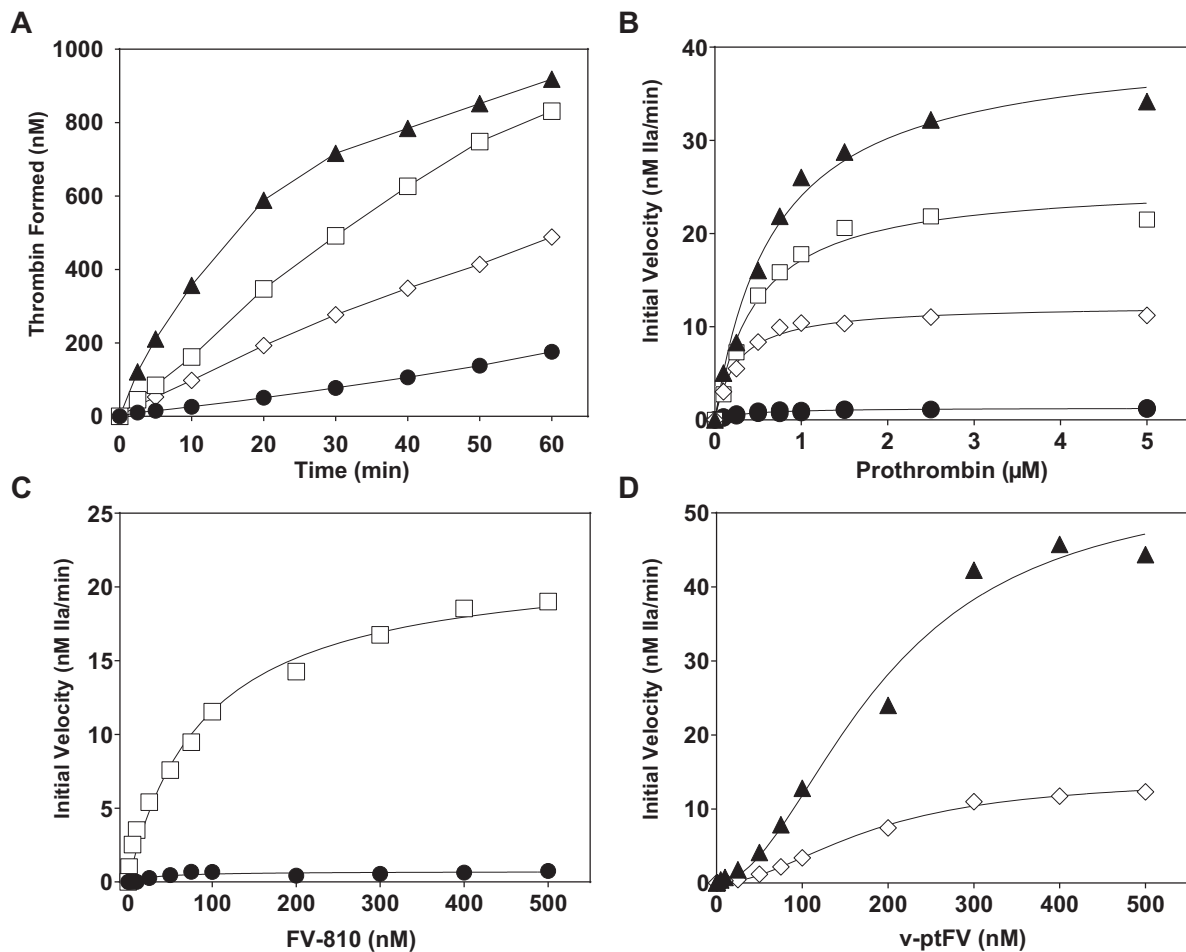 A
Thrombin Formed (nM)
1000
800
600
400
200
0
0 10 20 30 40 50 60
Time (min)
B
Initial Velocity (nM IIa/min)
40
30
20
10
0
0 1 2 3 4 5
Prothrombin (µM)
C
Initial Velocity (nM IIa/min)
25
20
15
10
5
0
0 100 200 300 400 500
FV-810 (nM)
D
Initial Velocity (nM IIa/min)
50
40
30
20
10
0
0 100 200 300 400 500
v-ptFV (nM)